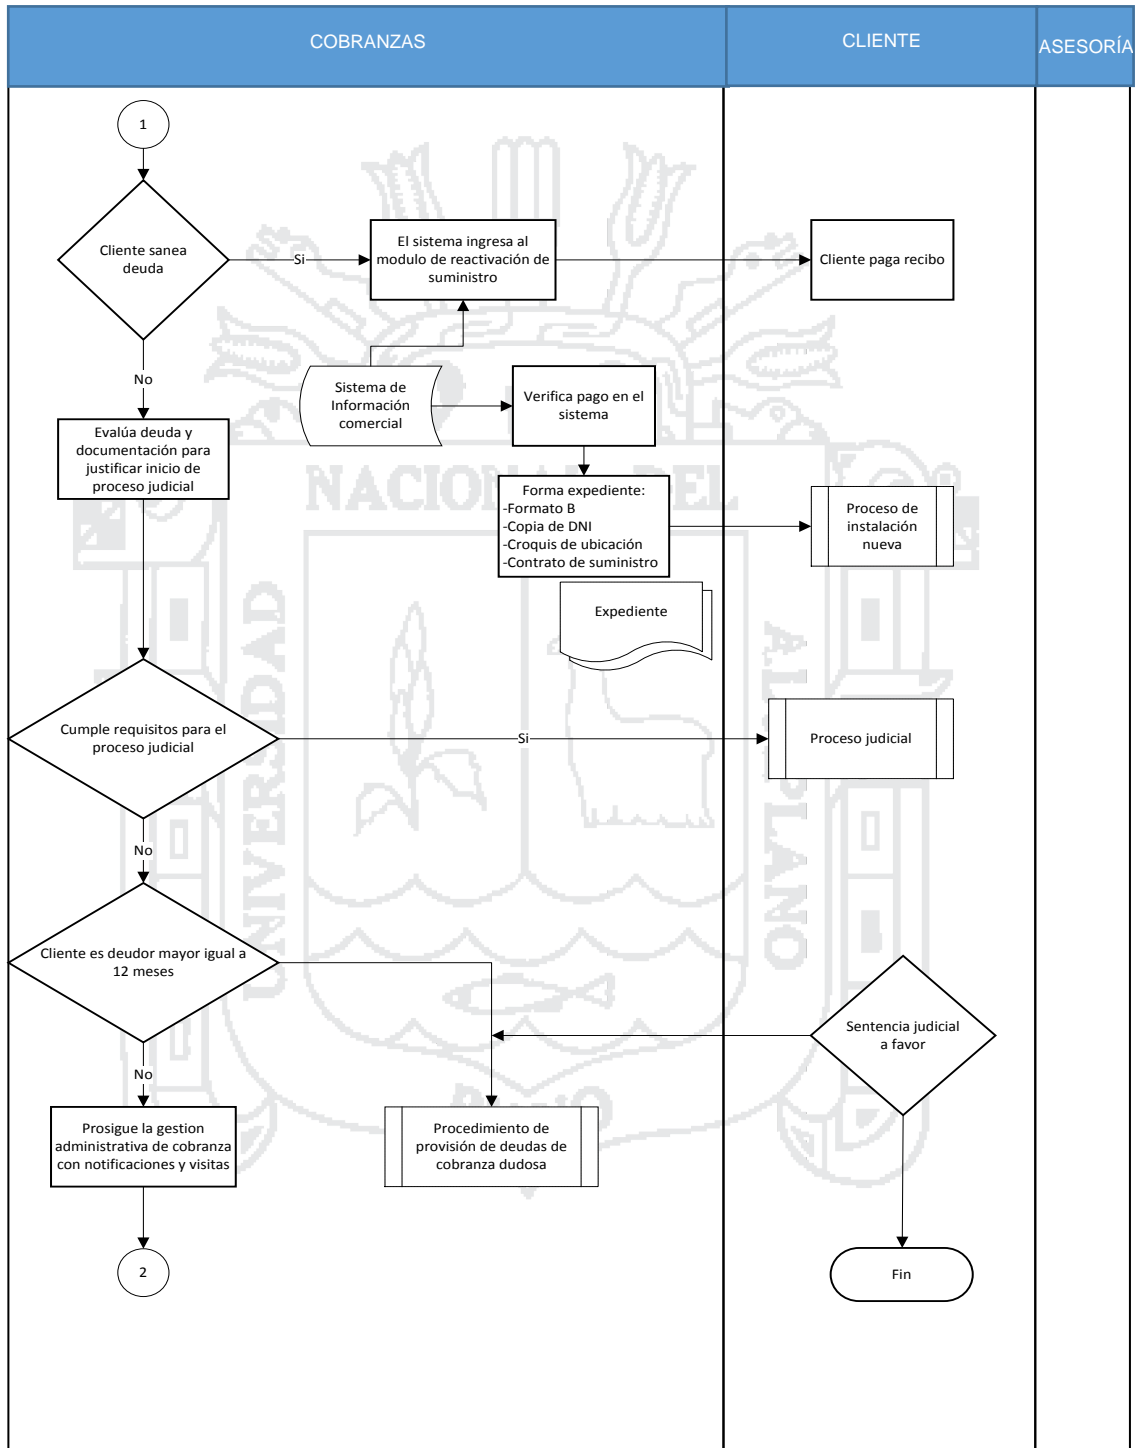 COBRANZAS
CLIENTE
ASESORÍA
1
Cliente sanea
deuda
Si
El sistema ingresa al
modulo de reactivación de
suministro
Cliente paga recibo
No
Sistema de
Información
comercial
Verifica pago en el
sistema
Evalúa deuda y
documentación para
justificar inicio de
proceso judicial
Forma expediente:
-Formato B
-Copia de DNI
-Croquis de ubicación
-Contrato de suministro
Proceso de
instalación
nueva
Expediente
Cumple requisitos para el
proceso judicial
Si
Proceso judicial
No
Cliente es deudor mayor igual a
12 meses
Sentencia judicial
a favor
No
Prosigue la gestion
administrativa de cobranza
con notificaciones y visitas
Procedimiento de
provisión de deudas de
cobranza dudosa
2
Fin
UNIVERSIDAD
NACIONAL DEL
ALTIPLANO
PUNO